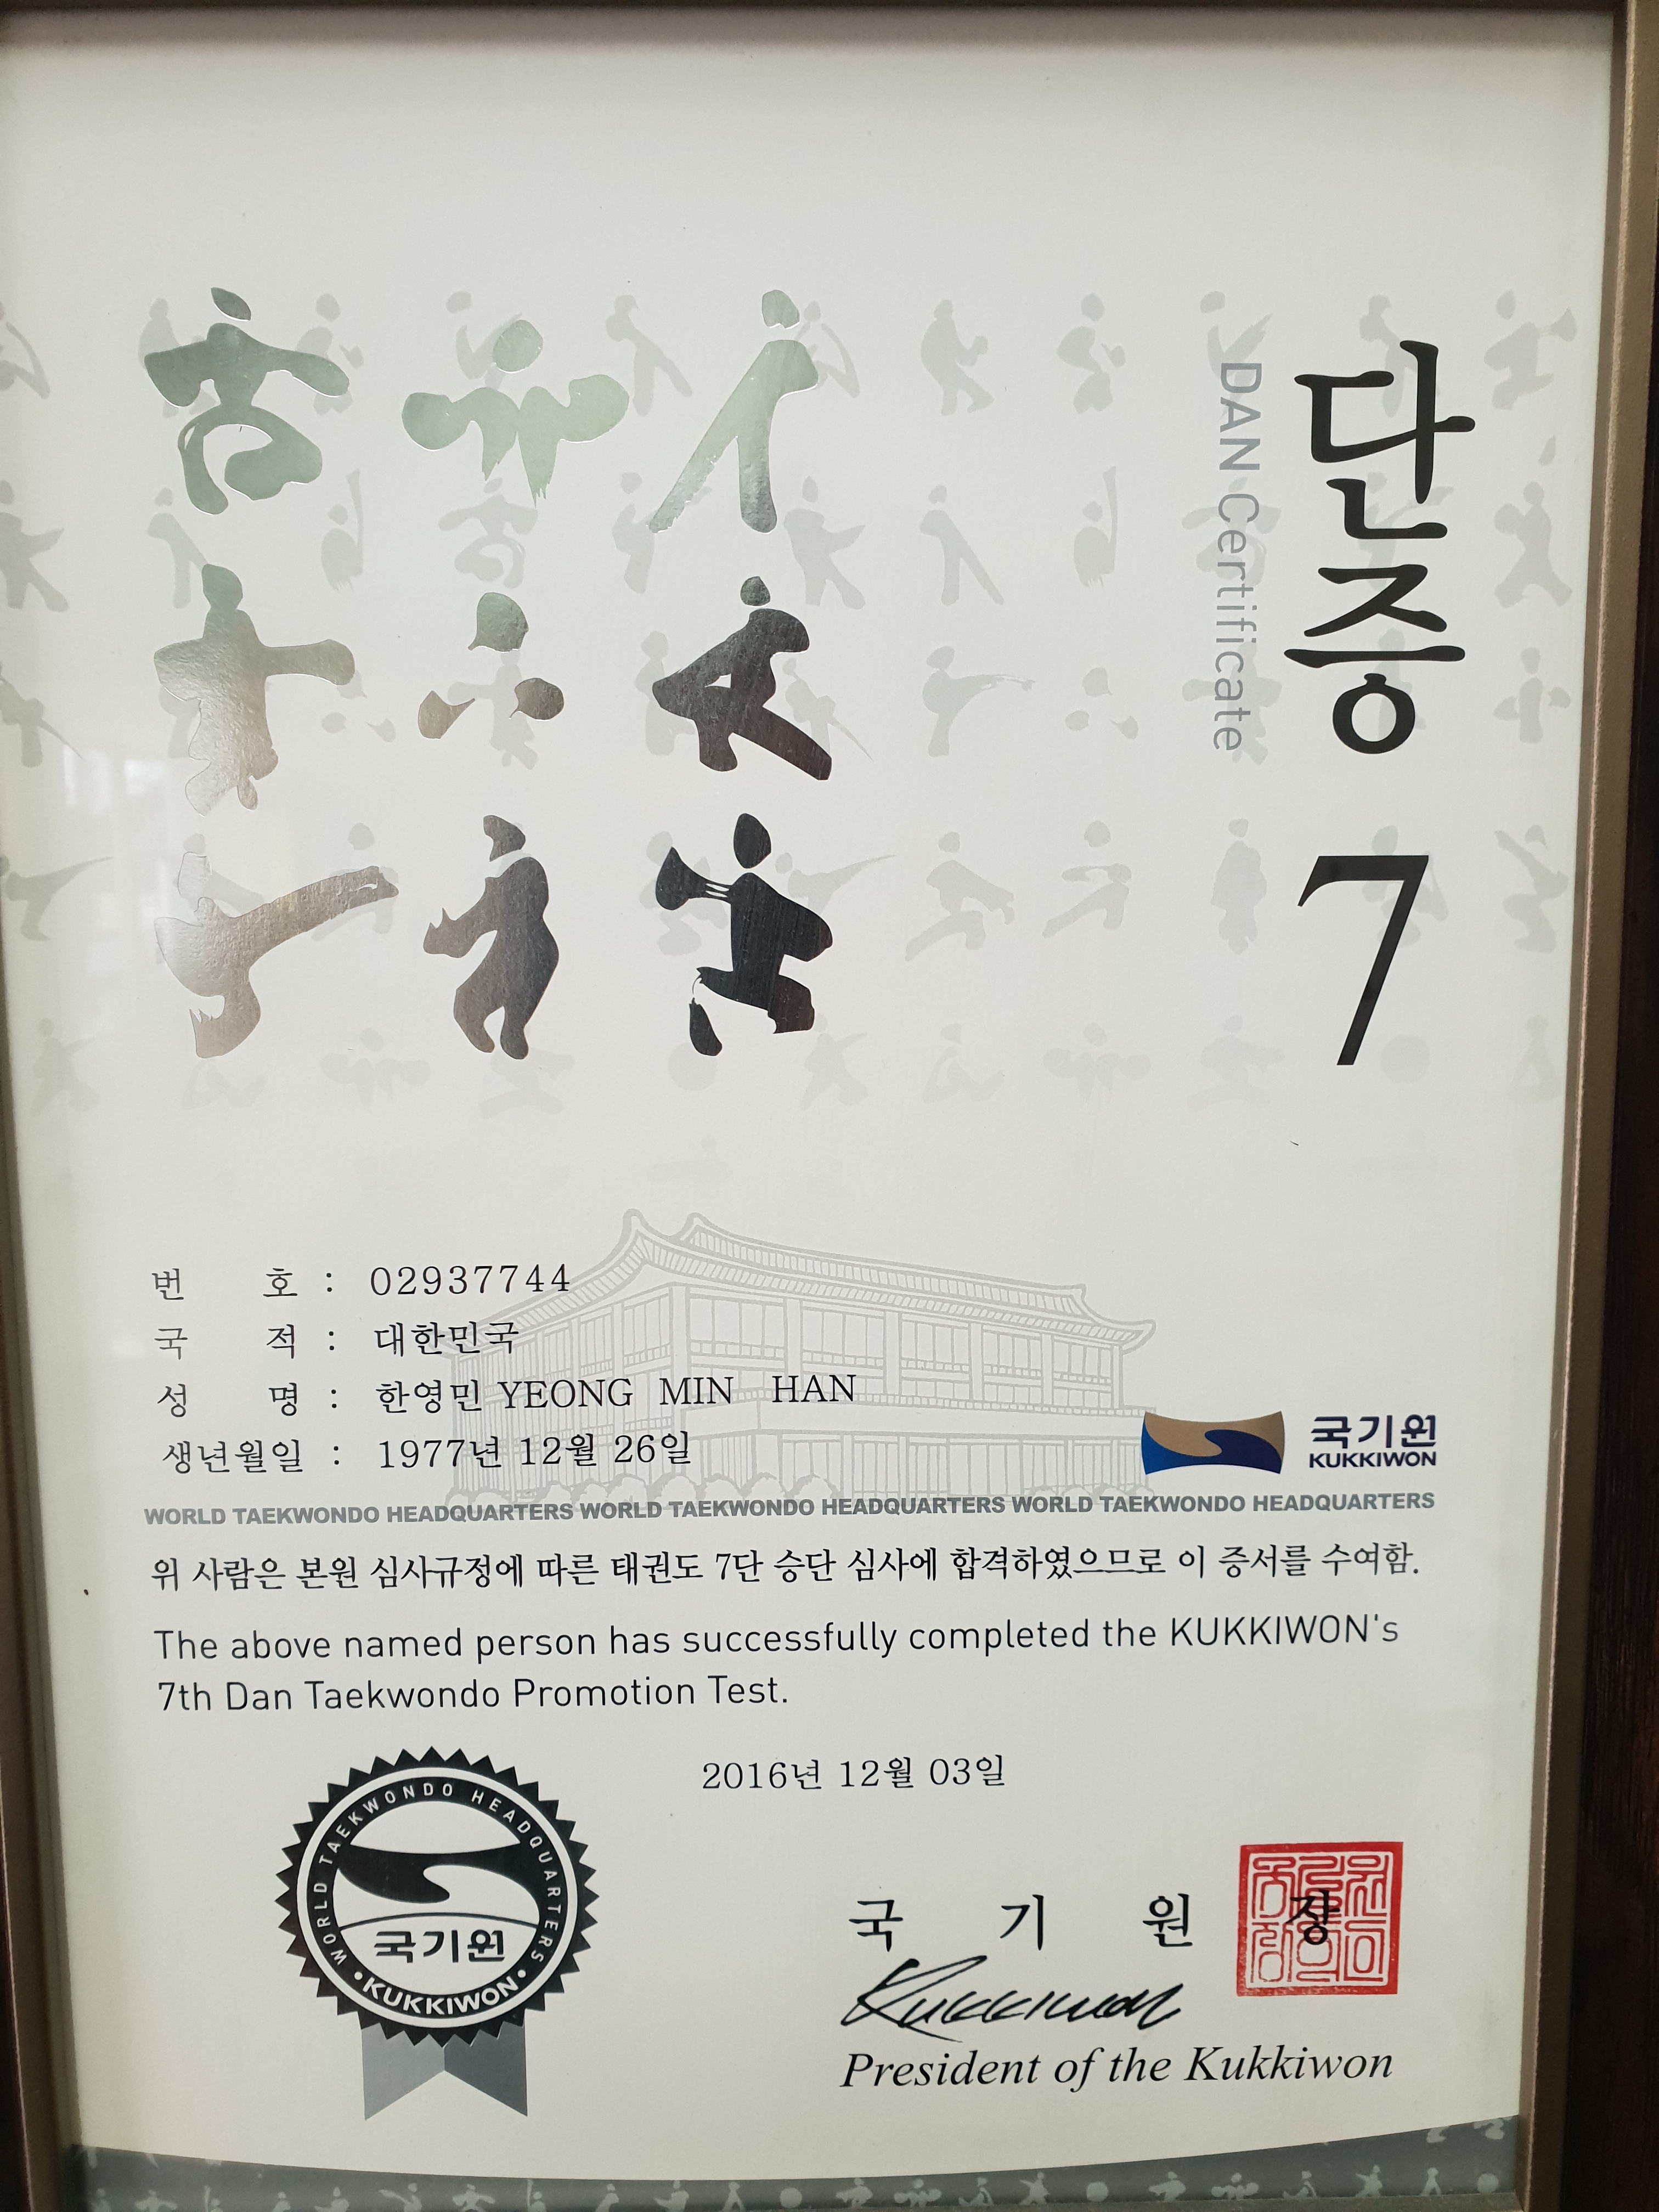 단증 7
DAN Certificate
번 호 : 02937744
국 적 : 대한민국
성 명 : 한영민 YEONG MIN HAN
생년월일 : 1977년 12월 26일
국기원
KUKKIWON
WORLD TAEKWONDO HEADQUARTERS WORLD TAEKWONDO HEADQUARTERS WORLD TAEKWONDO HEADQUARTERS
위 사람은 본원 심사규정에 따른 태권도 7단 승단 심사에 합격하였으므로 이 증서를 수여함.
The above named person has successfully completed the KUKKIWON's
7th Dan Taekwondo Promotion Test.
2016년 12월 03일
WORLD TAEKWONDO HEADQUARTERS
국기원
•KUKKIWON•
국 기 원 장
Kukkiwon
President of the Kukkiwon